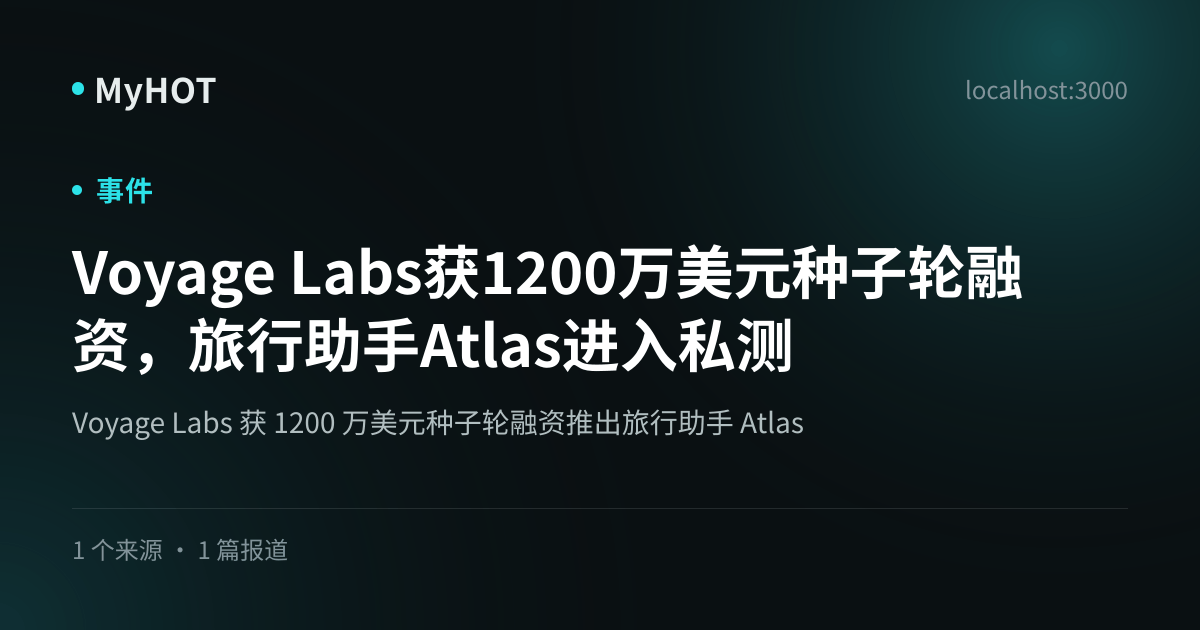 MyHOT
localhost:3000
事件
Voyage Labs获1200万美元种子轮融
资，旅行助手Atlas进入私测
Voyage Labs 获 1200 万美元种子轮融资推出旅行助手 Atlas
1 个来源 · 1 篇报道